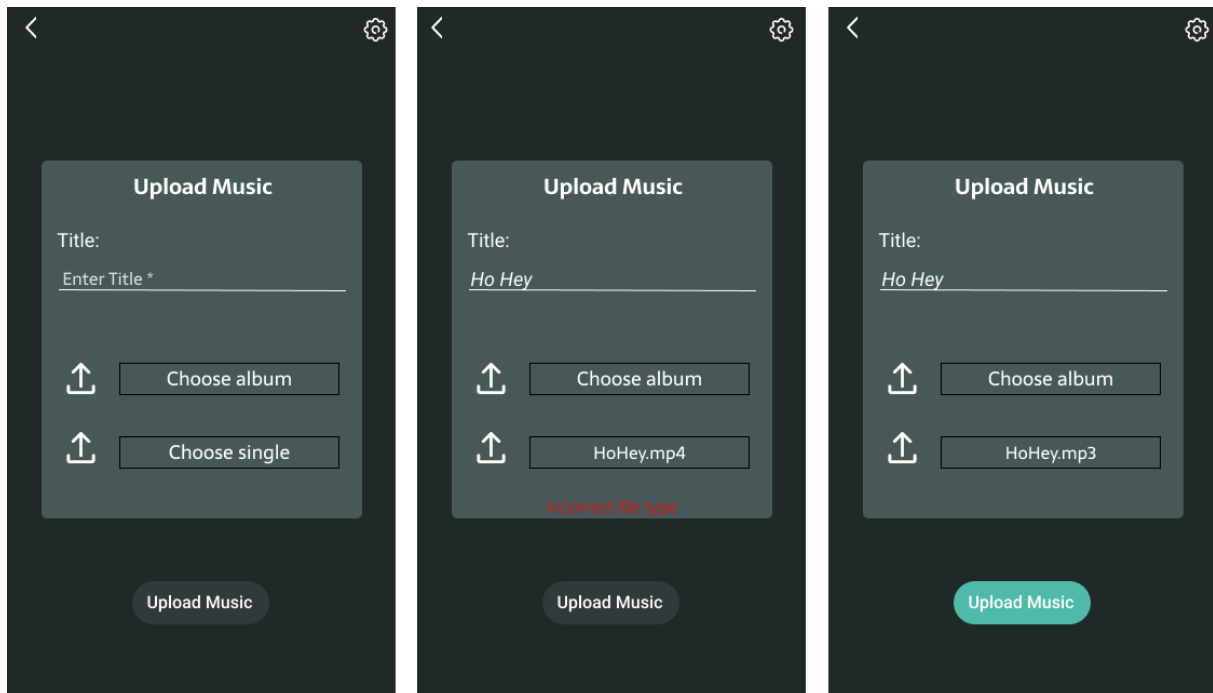 Upload Music
Title:
Enter Title *
Choose album
Choose single
Upload Music
Upload Music
Title:
Ho Hey
Choose album
HoHey.mp4
Incorrect file type
Upload Music
Upload Music
Title:
Ho Hey
Choose album
HoHey.mp3
Upload Music